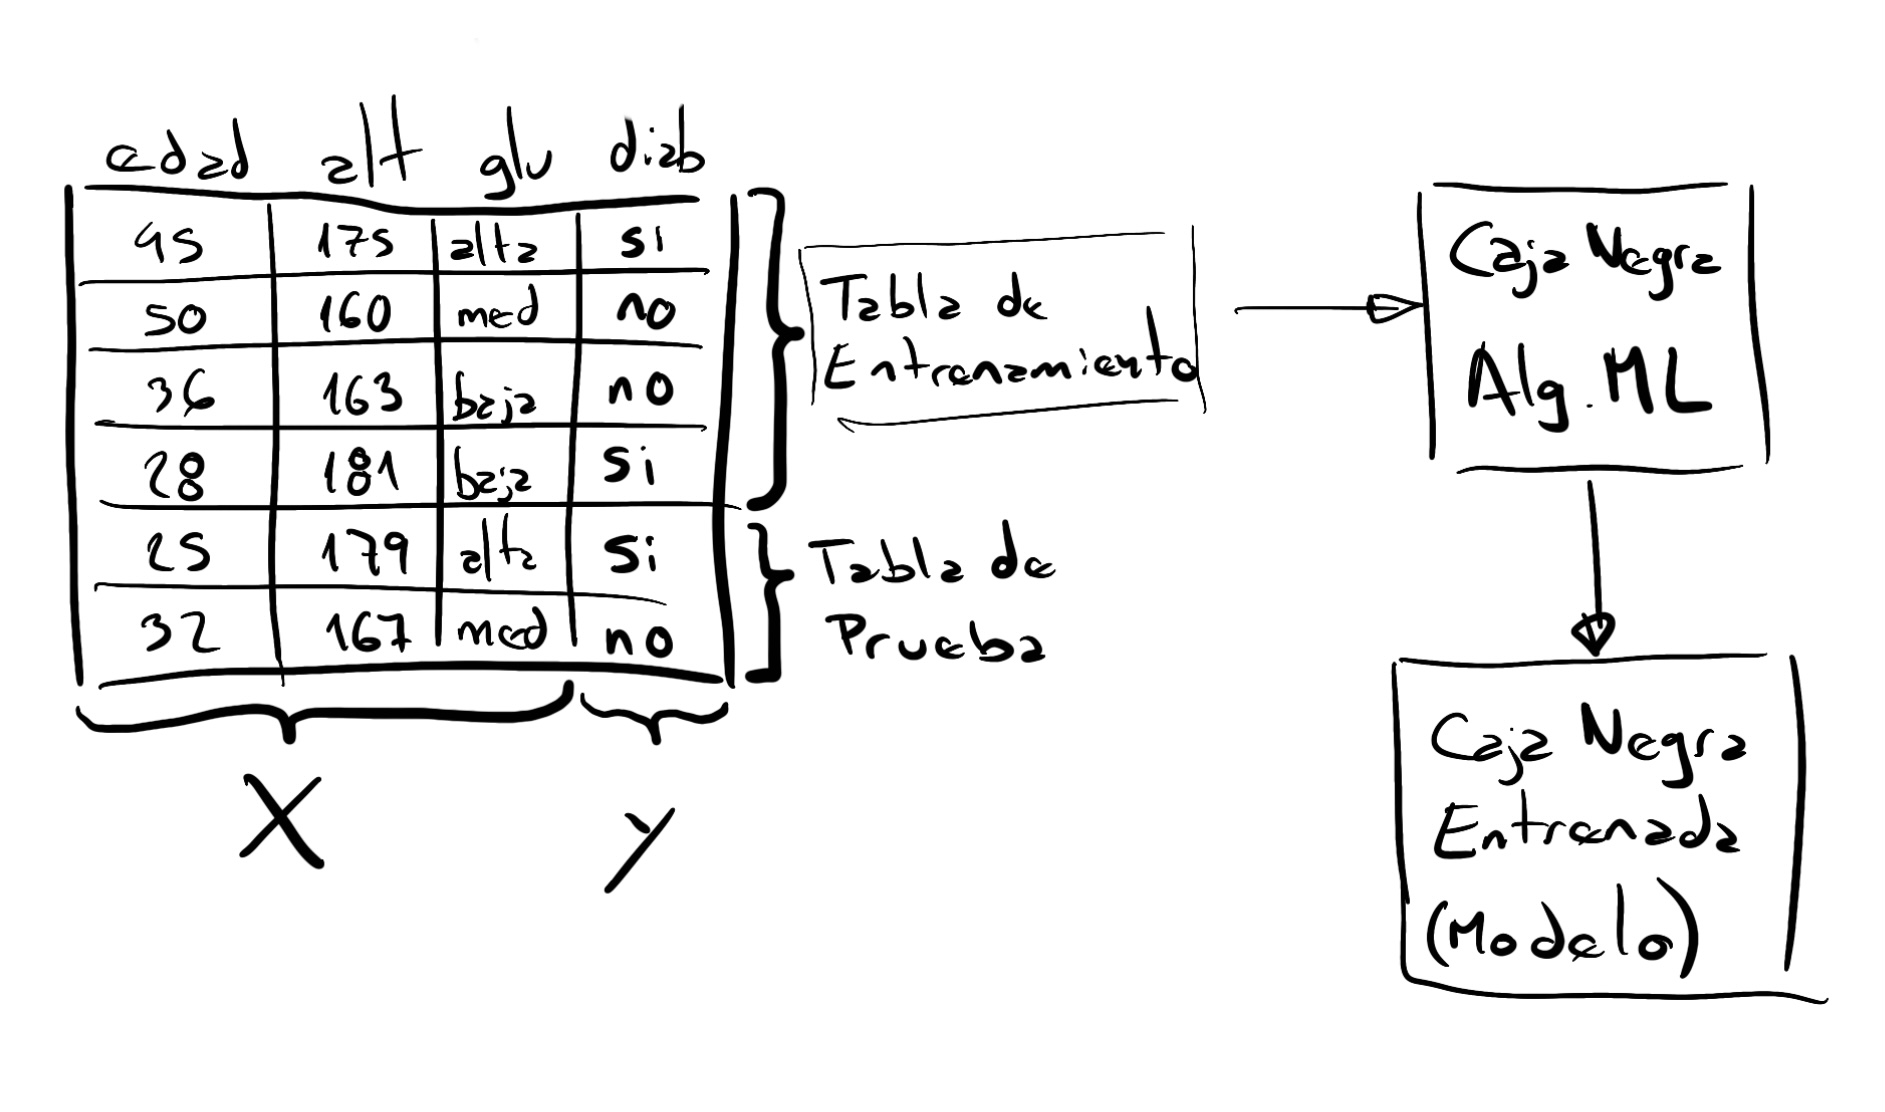 edad alt glu diab
45 175 alta si
50 160 med no
36 163 baja no
28 181 baja si
25 179 alta si
32 167 med no
X y
Tabla de
Entrenamiento
Tabla de
Prueba
Caja Negra
Alg. ML
Caja Negra
Entrenada
(Modelo)